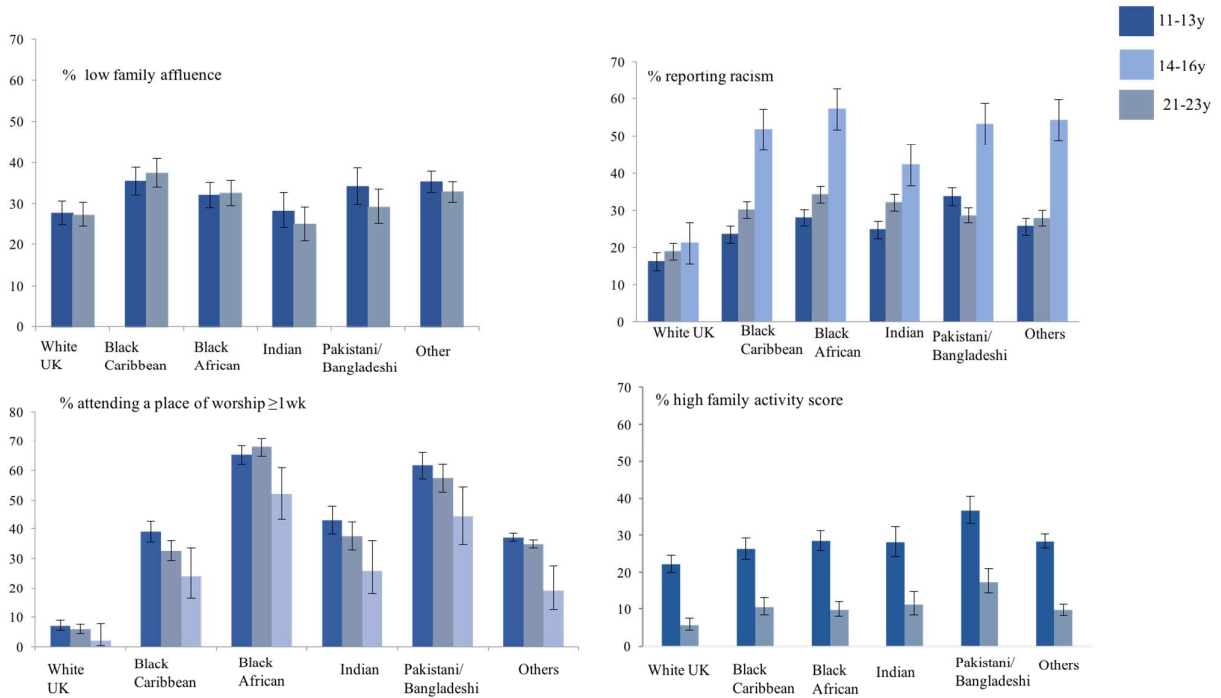 % low family affluence
70
60
50
40
30
20
10
0
White UK
Black Caribbean
Black African
Indian
Pakistani/ Bangladeshi
Other
% reporting racism
70
60
50
40
30
20
10
0
White UK
Black Caribbean
Black African
Indian
Pakistani/ Bangladeshi
Others
11-13y
14-16y
21-23y
% attending a place of worship ≥1wk
80
70
60
50
40
30
20
10
0
White UK
Black Caribbean
Black African
Indian
Pakistani/ Bangladeshi
Others
% high family activity score
70
60
50
40
30
20
10
0
White UK
Black Caribbean
Black African
Indian
Pakistani/ Bangladeshi
Others